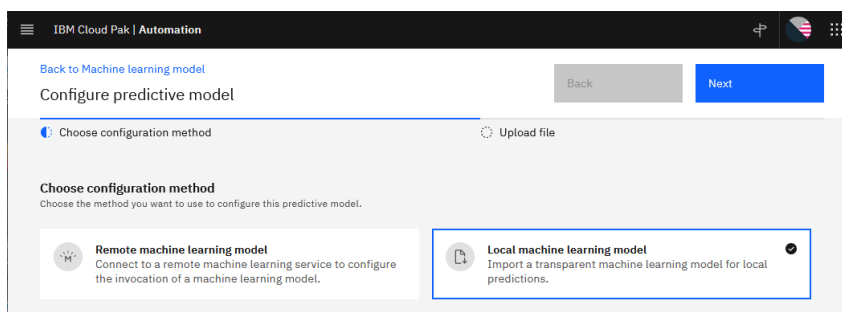 IBM Cloud Pak | Automation
Back to Machine learning model
Configure predictive model
Back
Next
Choose configuration method
Upload file
Choose configuration method
Choose the method you want to use to configure this predictive model.
Remote machine learning model
Connect to a remote machine learning service to configure
the invocation of a machine learning model.
Local machine learning model
Import a transparent machine learning model for local
predictions.